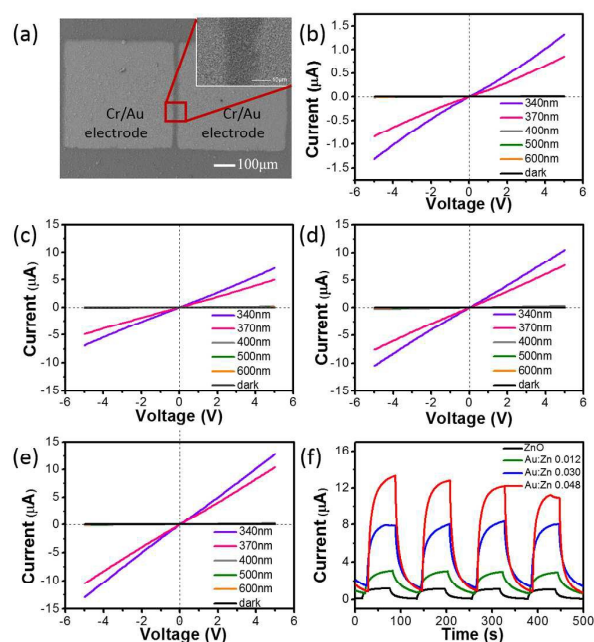 (a)
Cr/Au
electrode
Cr/Au
electrode
10μm
100μm
(b)
Current (μA)
1.5
1.0
0.5
0.0
-0.5
-1.0
-1.5
340nm
370nm
400nm
500nm
600nm
dark
-6 -4 -2 0 2 4 6
Voltage (V)
(c)
Current (μA)
15
10
5
0
-5
-10
-15
340nm
370nm
400nm
500nm
600nm
dark
-6 -4 -2 0 2 4 6
Voltage (V)
(d)
Current (μA)
15
10
5
0
-5
-10
-15
340nm
370nm
400nm
500nm
600nm
dark
-6 -4 -2 0 2 4 6
Voltage (V)
(e)
Current (μA)
15
10
5
0
-5
-10
-15
340nm
370nm
400nm
500nm
600nm
dark
-6 -4 -2 0 2 4 6
Voltage (V)
(f)
Current (μA)
16
12
8
4
0
ZnO
Au:Zn 0.012
Au:Zn 0.030
Au:Zn 0.048
0 100 200 300 400 500
Time (s)